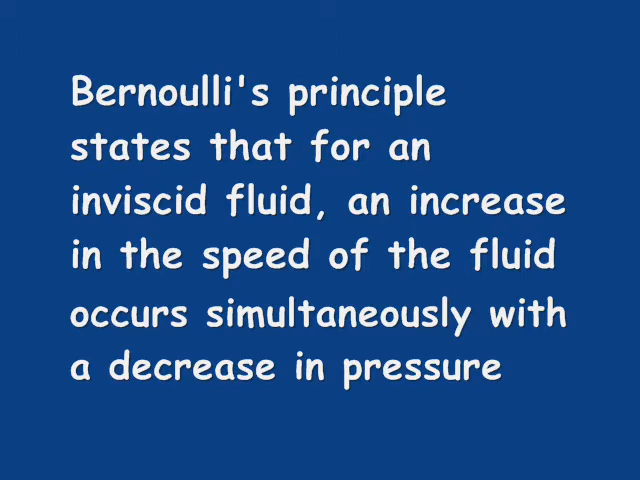 Bernoulli's principle
states that for an
inviscid fluid, an increase
in the speed of the fluid
occurs simultaneously with
a decrease in pressure